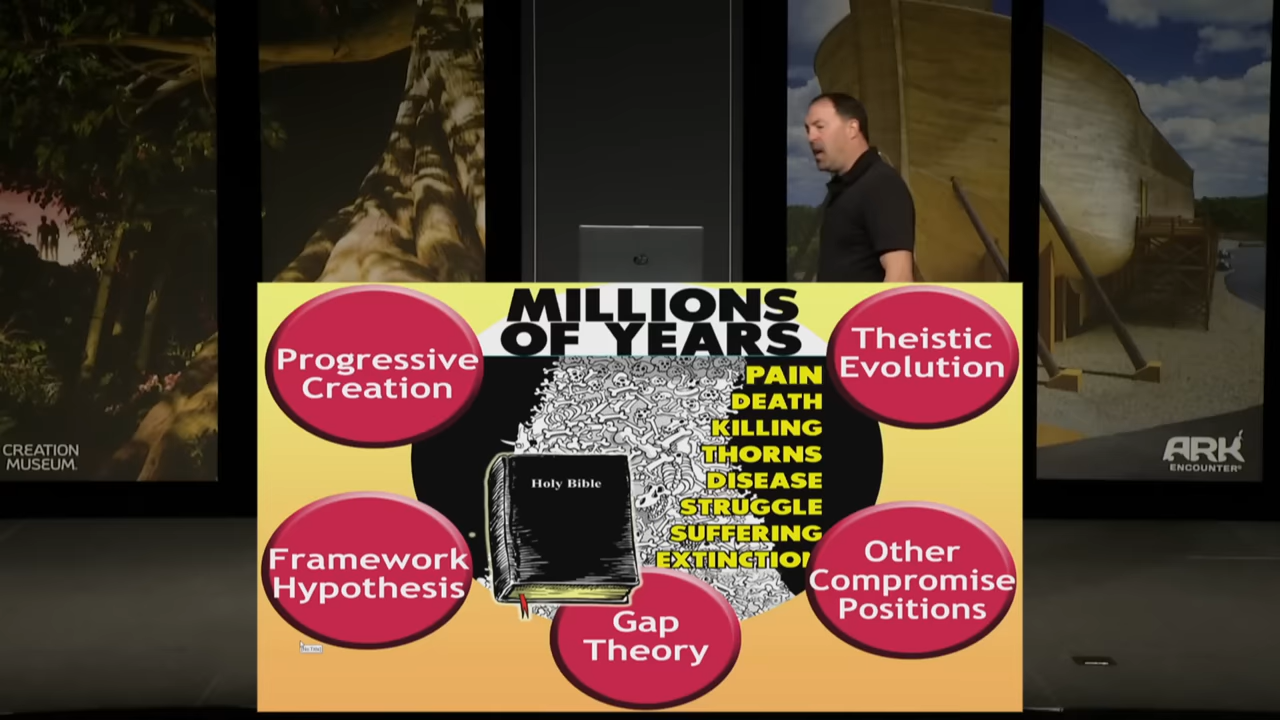 MILLIONS
OF YEARS
Progressive
Creation
Theistic
Evolution
PAIN
DEATH
KILLING
THORNS
DISEASE
STRUGGLE
SUFFERING
EXTINCTION
Holy Bible
Framework
Hypothesis
Gap
Theory
Other
Compromise
Positions
CREATION
MUSEUM
ARK
ENCOUNTER